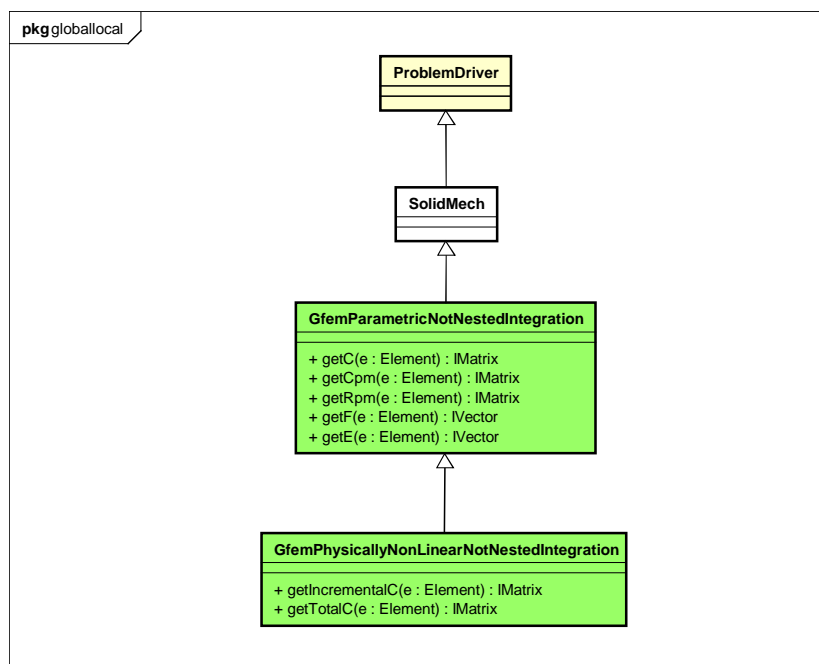 pkg globallocal
ProblemDriver
SolidMech
GfemParametricNotNestedIntegration
+ getC(e : Element) : IMatrix
+ getCpm(e : Element) : IMatrix
+ getRpm(e : Element) : IMatrix
+ getF(e : Element) : IVector
+ getE(e : Element) : IVector
GfemPhysicallyNonLinearNotNestedIntegration
+ getIncrementalC(e : Element) : IMatrix
+ getTotalC(e : Element) : IMatrix